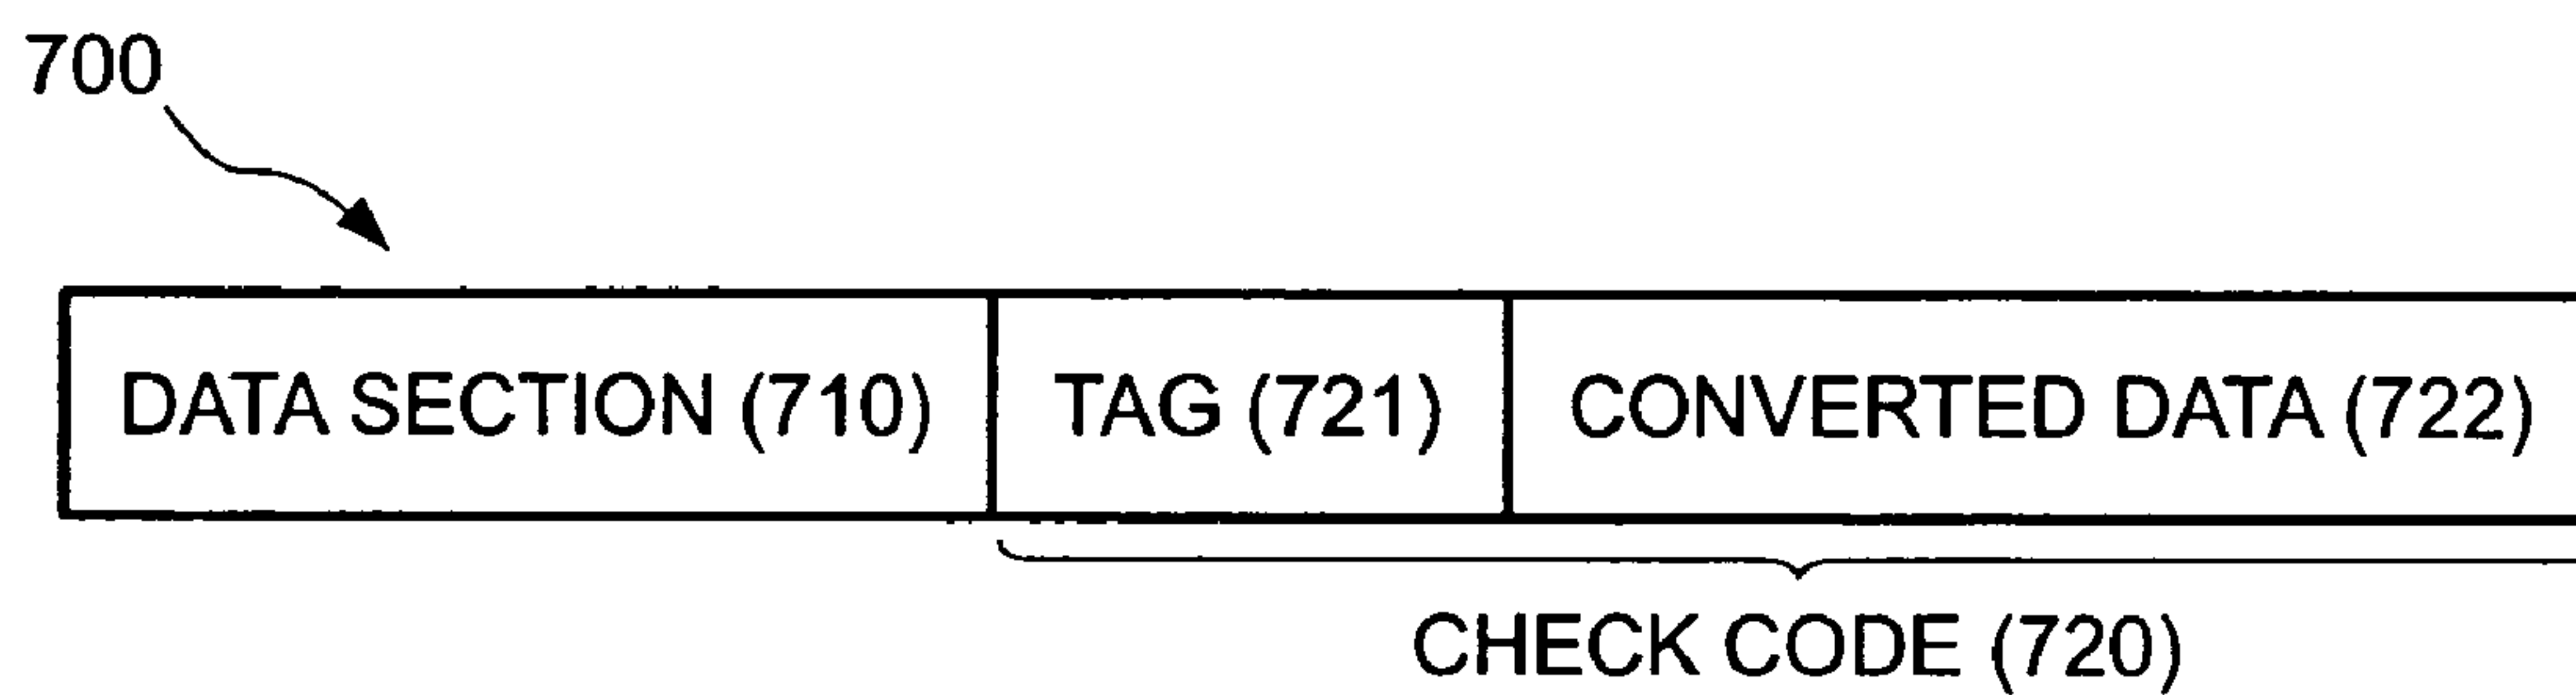 700
DATA SECTION (710) TAG (721) CONVERTED DATA (722)
CHECK CODE (720)